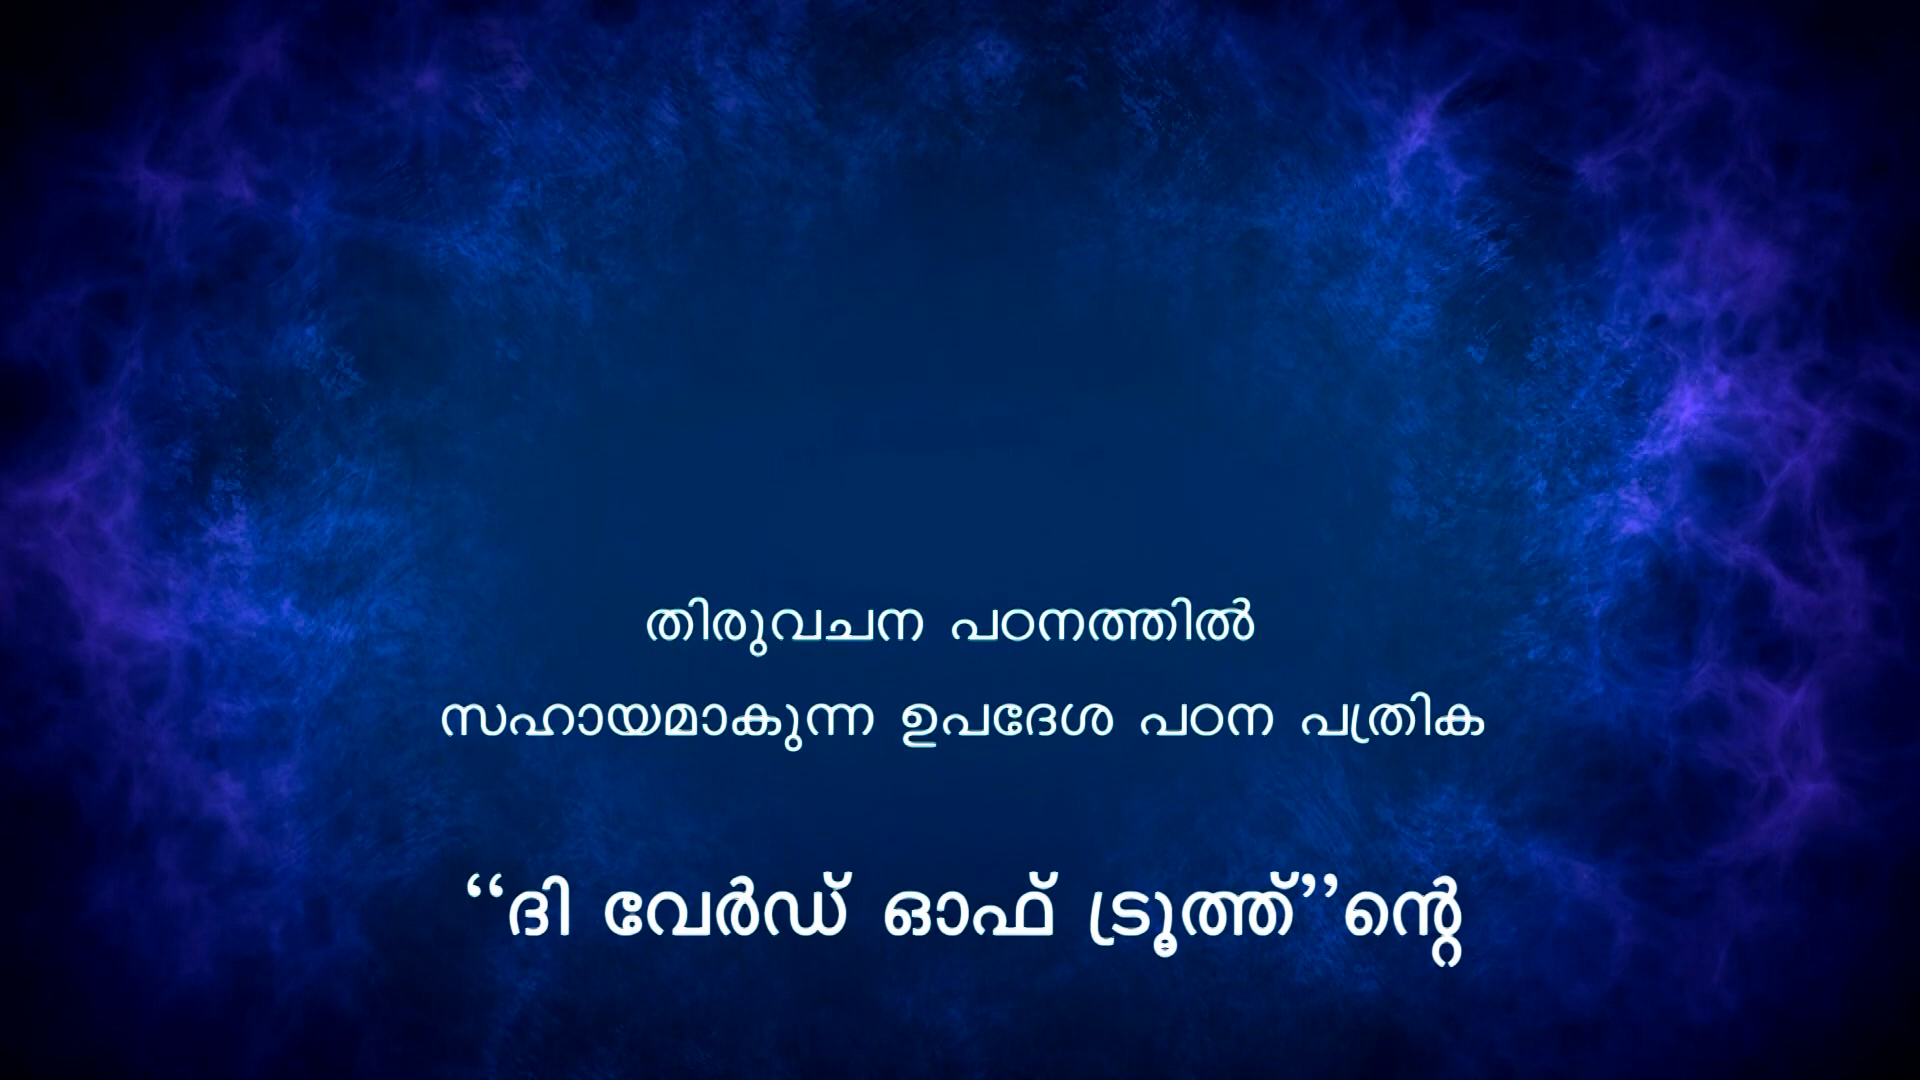 തിരുവചന പഠനത്തിൽ
സഹായമാകുന്ന ഉപദേശ പഠന പത്രിക
“ദി വേർഡ് ഓഫ് ട്രൂത്ത്”ന്റെ